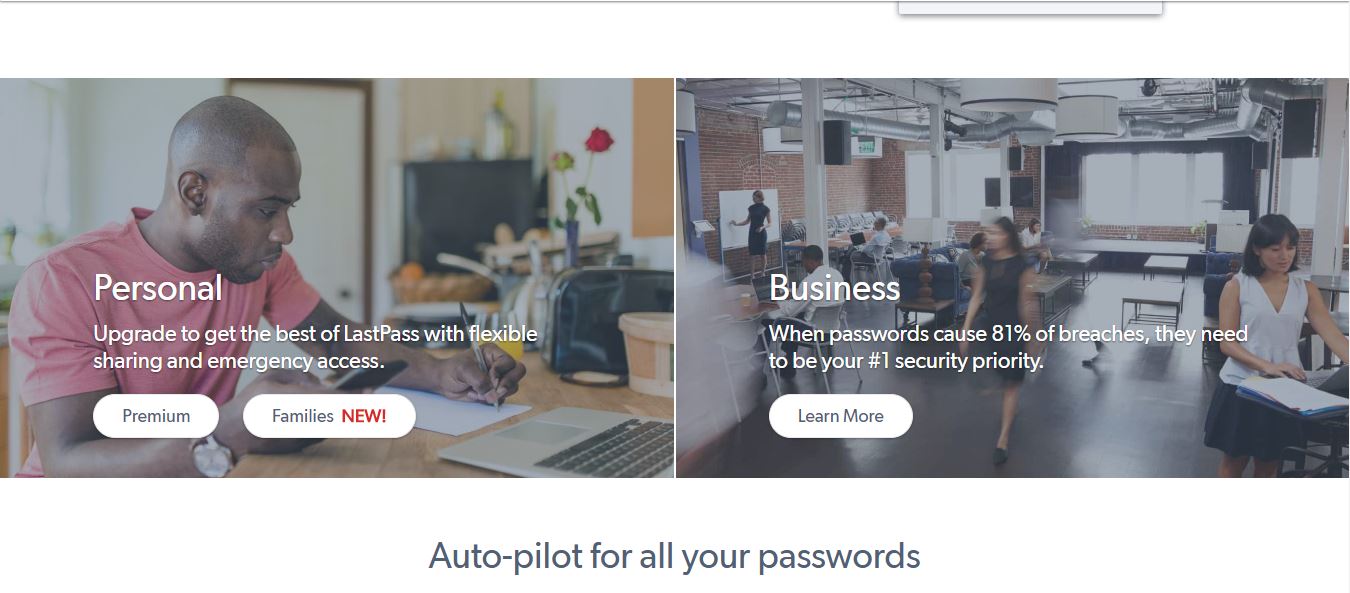 Personal
Upgrade to get the best of LastPass with flexible
sharing and emergency access.
Premium
Families NEW!
Business
When passwords cause 81% of breaches, they need
to be your #1 security priority.
Learn More
Auto-pilot for all your passwords